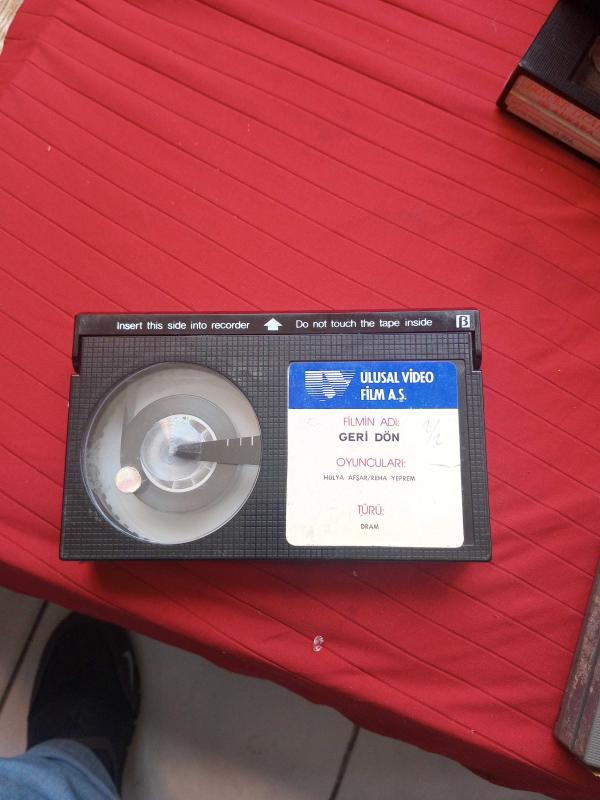 Insert this side into recorder Do not touch the tape inside
ULUSAL VİDEO
FİLM A.Ş.
FİLMİN ADI:
GERİ DÖN
OYUNCULARI:
HÜLYA AFŞAR/REHA YEPREM
TÜRÜ:
DRAM